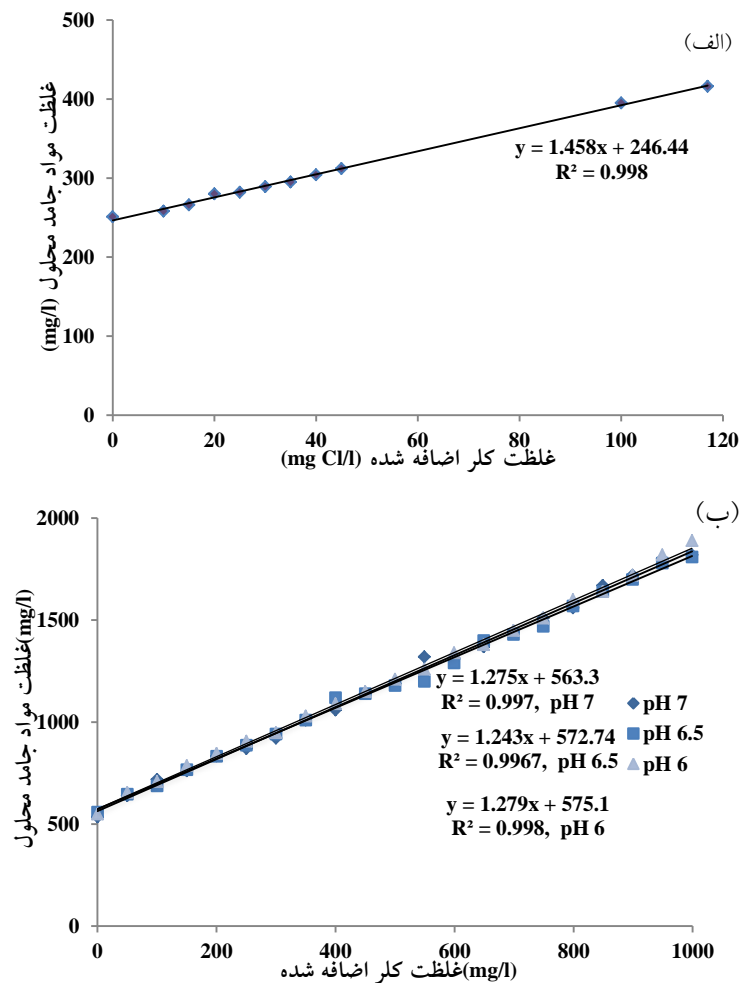 (الف)
500
400
300
200
100
0
غلظت مواد جامد محلول (mg/l)
y = 1.458x + 246.44
R² = 0.998
0 20 40 60 80 100 120
غلظت کلر اضافه شده (mg Cl/l)
(ب)
2000
1500
1000
500
0
غلظت مواد جامد محلول(mg/l)
y = 1.275x + 563.3
R² = 0.997, pH 7
y = 1.243x + 572.74
R² = 0.9967, pH 6.5
y = 1.279x + 575.1
R² = 0.998, pH 6
pH 7
pH 6.5
pH 6
0 200 400 600 800 1000
غلظت کلر اضافه شده(mg/l)